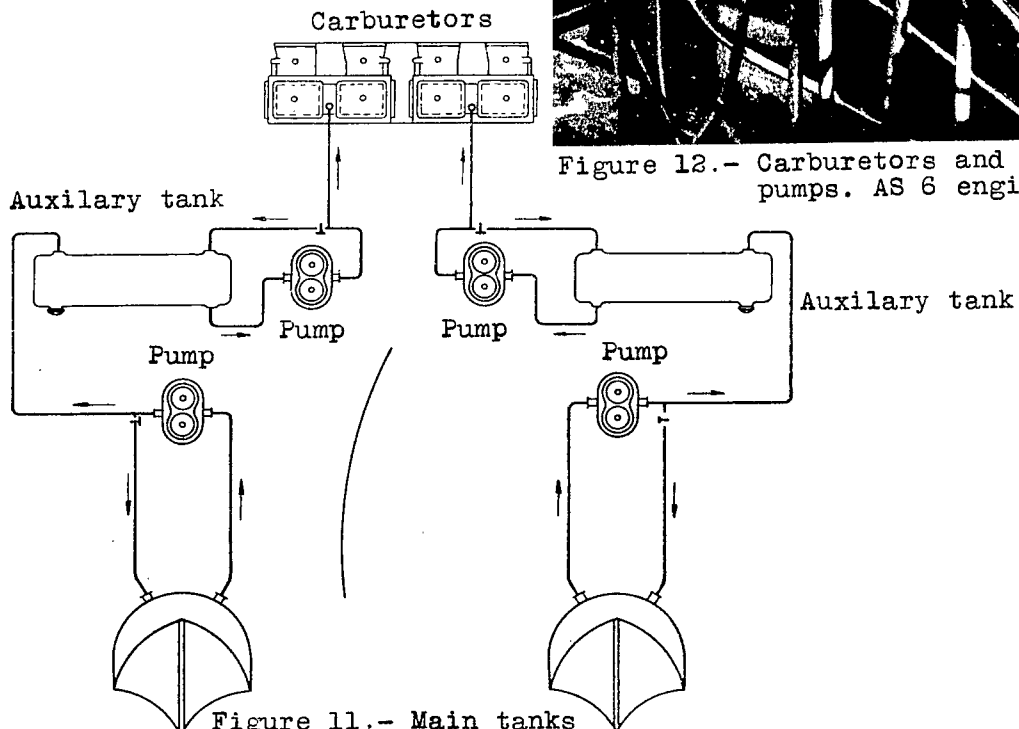 Carburetors
Figure 12.- Carburetors and
pumps. AS 6 engi
Auxilary tank
Pump
Pump
Auxilary tank
Pump
Pump
Figure 11.- Main tanks